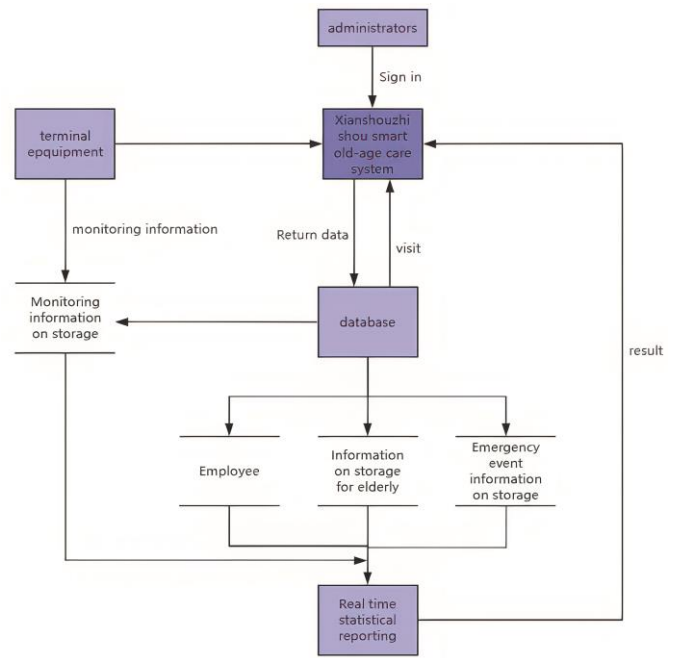 administrators
Sign in
Xianshouzhi
shou smart
old-age care
system
terminal
epquipment
monitoring information
Return data
visit
Monitoring
information
on storage
database
result
Employee
Information
on storage
for elderly
Emergency
event
information
on storage
Real time
statistical
reporting